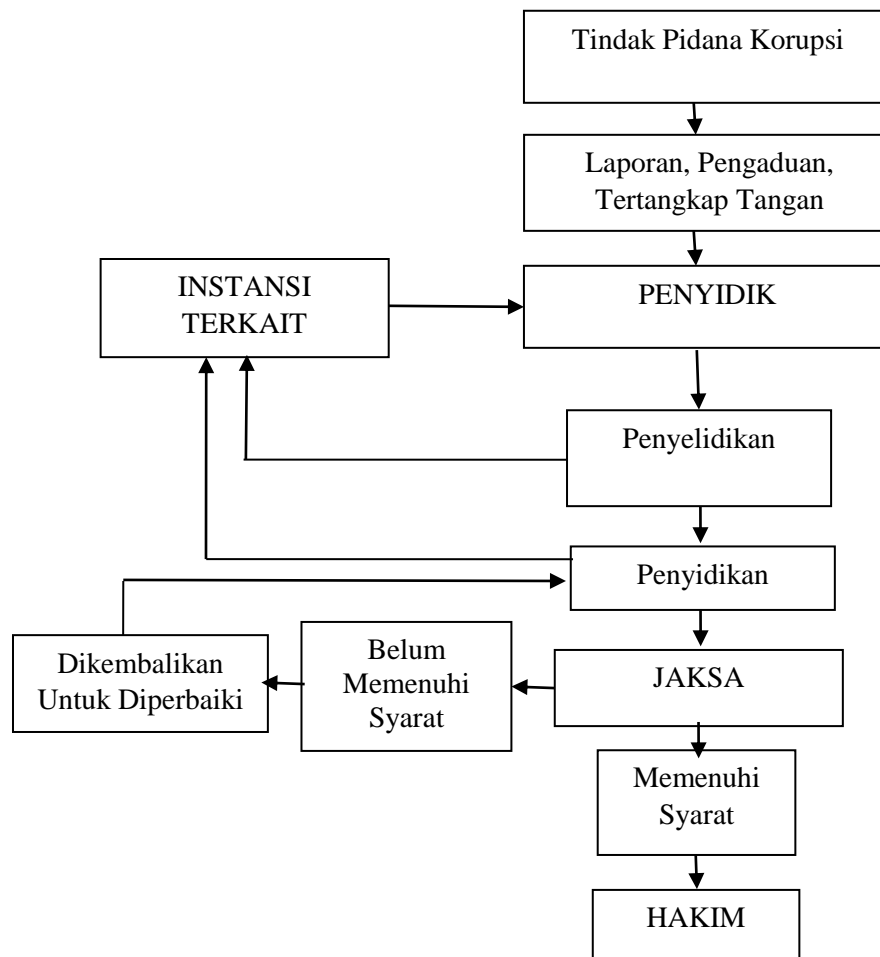 Tindak Pidana Korupsi
Laporan, Pengaduan,
Tertangkap Tangan
INSTANSI
TERKAIT
PENYIDIK
Penyelidikan
Penyidikan
Dikembalikan
Untuk Diperbaiki
Belum
Memenuhi
Syarat
JAKSA
Memenuhi
Syarat
HAKIM